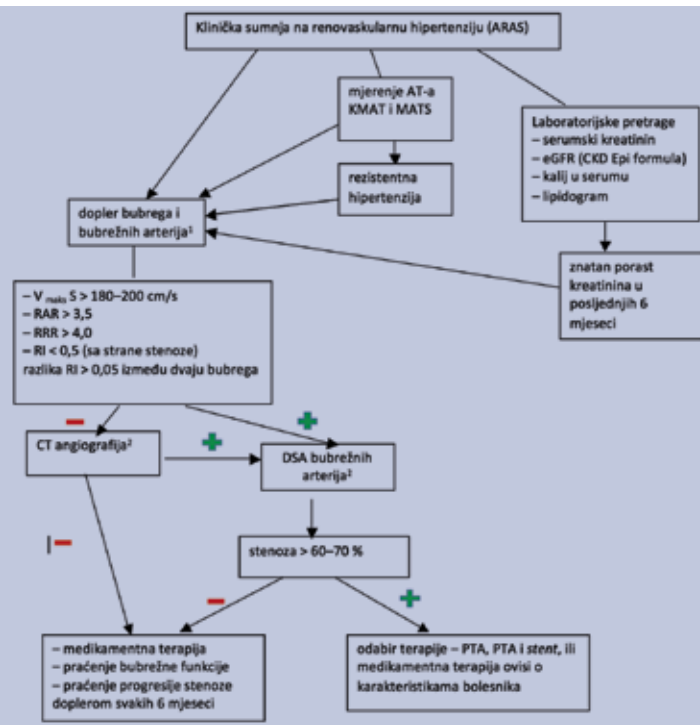 Klinička sumnja na renovaskularnu hipertenziju (ARAS)
mjerenje AT-a
KMAT i MATS
Laboratorijske pretrage
– serumski kreatinin
– eGFR (CKD Epi formula)
– kalij u serumu
– lipidogram
rezistentna
hipertenzija
dopler bubrega i
bubrežnih arterija¹
znatan porast
kreatinina u
posljednjih 6
mjeseci
– V maks S > 180–200 cm/s
– RAR > 3,5
– RRR > 4,0
– RI < 0,5 (sa strane stenoze)
razlika RI > 0,05 između dvaju bubrega
CT angiografija²
DSA bubrežnih
arterija²
stenoza > 60–70 %
– medikamentna terapija
– praćenje bubrežne funkcije
– praćenje progresije stenoze
doplerom svakih 6 mjeseci
odabir terapije – PTA, PTA i stent, ili
medikamentna terapija ovisi o
karakteristikama bolesnika